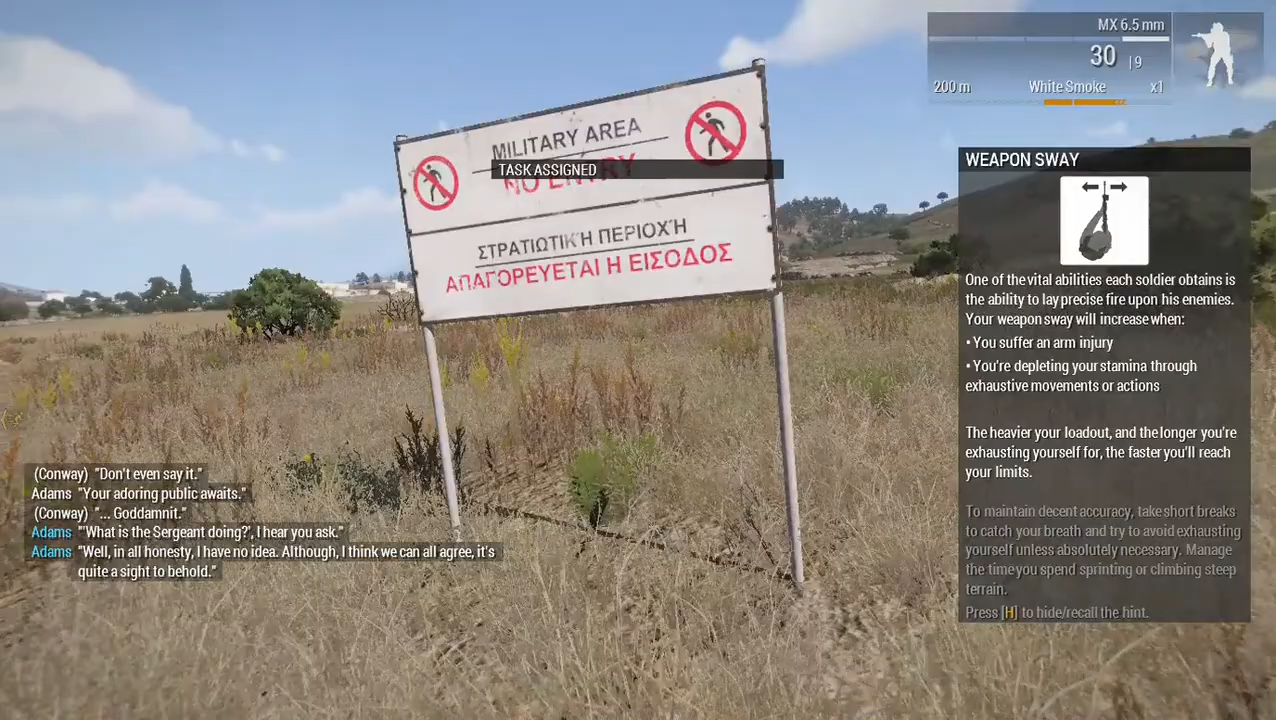 MX 6.5 mm
30 | 9
200 m White Smoke x1
MILITARY AREA
NO ENTRY
TASK ASSIGNED
ΣΤΡΑΤΙΩΤΙΚΉ ΠΕΡΙΟΧΉ
ΑΠΑΓΟΡΕΥΕΤΑΙ Η ΕΙΣΟΔΟΣ
(Conway) "Don't even say it."
Adams "Your adoring public awaits."
(Conway) "... Goddamnit."
Adams "'What is the Sergeant doing?', I hear you ask."
Adams "Well, in all honesty, I have no idea. Although, I think we can all agree, it's
quite a sight to behold."
WEAPON SWAY
One of the vital abilities each soldier obtains is
the ability to lay precise fire upon his enemies.
Your weapon sway will increase when:
• You suffer an arm injury
• You're depleting your stamina through
exhaustive movements or actions
The heavier your loadout, and the longer you're
exhausting yourself for, the faster you'll reach
your limits.
To maintain decent accuracy, take short breaks
to catch your breath and try to avoid exhausting
yourself unless absolutely necessary. Manage
the time you spend sprinting or climbing steep
terrain.
Press [H] to hide/recall the hint.